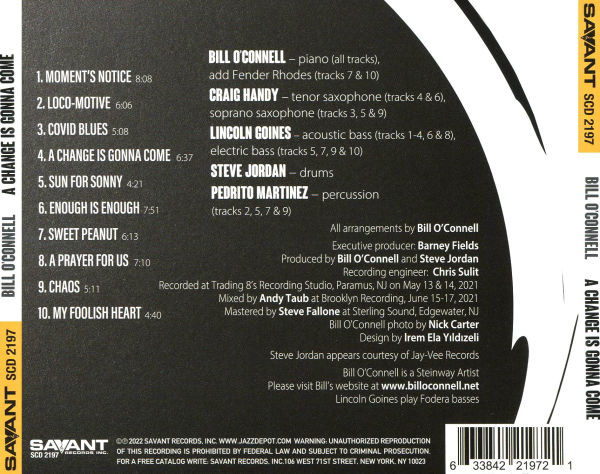 BILL O'CONNELL A CHANGE IS GONNA COME
SAVANT SCD 2197
1. MOMENT'S NOTICE 8:08
2. LOCO-MOTIVE 6:06
3. COVID BLUES 5:08
4. A CHANGE IS GONNA COME 6:37
5. SUN FOR SONNY 4:21
6. ENOUGH IS ENOUGH 7:51
7. SWEET PEANUT 6:13
8. A PRAYER FOR US 7:10
9. CHAOS 5:11
10. MY FOOLISH HEART 4:40
BILL O'CONNELL – piano (all tracks),
add Fender Rhodes (tracks 7 & 10)
CRAIG HANDY – tenor saxophone (tracks 4 & 6),
soprano saxophone (tracks 3, 5 & 9)
LINCOLN GOINES – acoustic bass (tracks 1-4, 6 & 8),
electric bass (tracks 5, 7, 9 & 10)
STEVE JORDAN – drums
PEDRITO MARTINEZ – percussion
(tracks 2, 5, 7 & 9)
All arrangements by Bill O'Connell
Executive producer: Barney Fields
Produced by Bill O'Connell and Steve Jordan
Recording engineer: Chris Sulit
Recorded at Trading 8's Recording Studio, Paramus, NJ on May 13 & 14, 2021
Mixed by Andy Taub at Brooklyn Recording, June 15-17, 2021
Mastered by Steve Fallone at Sterling Sound, Edgewater, NJ
Bill O'Connell photo by Nick Carter
Design by Irem Ela Yıldızeli
Steve Jordan appears courtesy of Jay-Vee Records
Bill O'Connell is a Steinway Artist
Please visit Bill's website at www.billoconnell.net
Lincoln Goines play Fodera basses
SAVANT
RECORDS INC.
SCD 2197
©℗2022 SAVANT RECORDS, INC. WWW.JAZZDEPOT.COM WARNING: UNAUTHORIZED REPRODUCTION
OF THIS RECORDING IS PROHIBITED BY FEDERAL LAW AND SUBJECT TO CRIMINAL PROSECUTION.
FOR A FREE CATALOG WRITE. SAVANT RECORDS, INC.106 WEST 71ST STREET. NEW YORK, NY 10023
6 33842 21972 1
SAVANT SCD 2197
BILL O'CONNELL A CHANGE IS GONNA COME